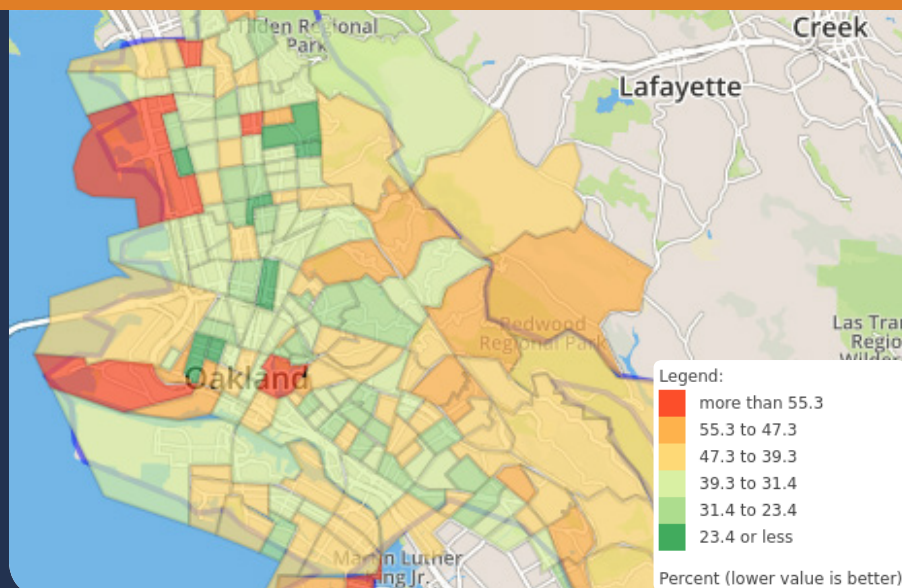 Tilden Regional
Park
Creek
Lafayette
Oakland
Redwood
Regional Park
Las Tra
Regio
Wilder
Martin Luther
King Jr.
Legend:
more than 55.3
55.3 to 47.3
47.3 to 39.3
39.3 to 31.4
31.4 to 23.4
23.4 or less
Percent (lower value is better)